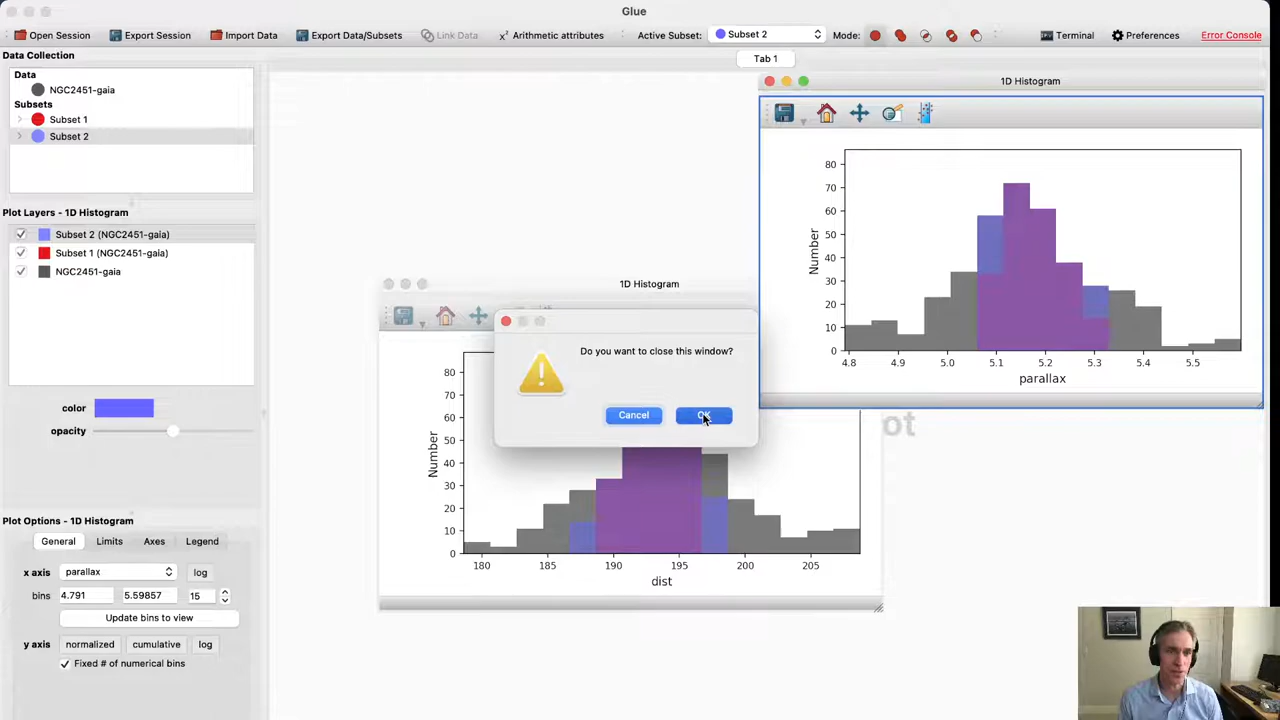 Glue
Open Session Export Session Import Data Export Data/Subsets Link Data Arithmetic attributes Active Subset: Subset 2 Mode: Terminal Preferences Error Console
Data Collection
Tab 1
Data
NGC2451-gaia
Subsets
Subset 1
Subset 2
Plot Layers - 1D Histogram
Subset 2 (NGC2451-gaia)
Subset 1 (NGC2451-gaia)
NGC2451-gaia
color
opacity
Plot Options - 1D Histogram
General Limits Axes Legend
x axis parallax log
bins 4.791 5.59857 15
Update bins to view
y axis normalized cumulative log
Fixed # of numerical bins
1D Histogram
80
70
60
50
40
30
20
10
0
Number
4.8 4.9 5.0 5.1 5.2 5.3 5.4 5.5
parallax
1D Histogram
Do you want to close this window?
Cancel OK
80
70
60
50
40
30
20
10
0
Number
180 185 190 195 200 205
dist
ot